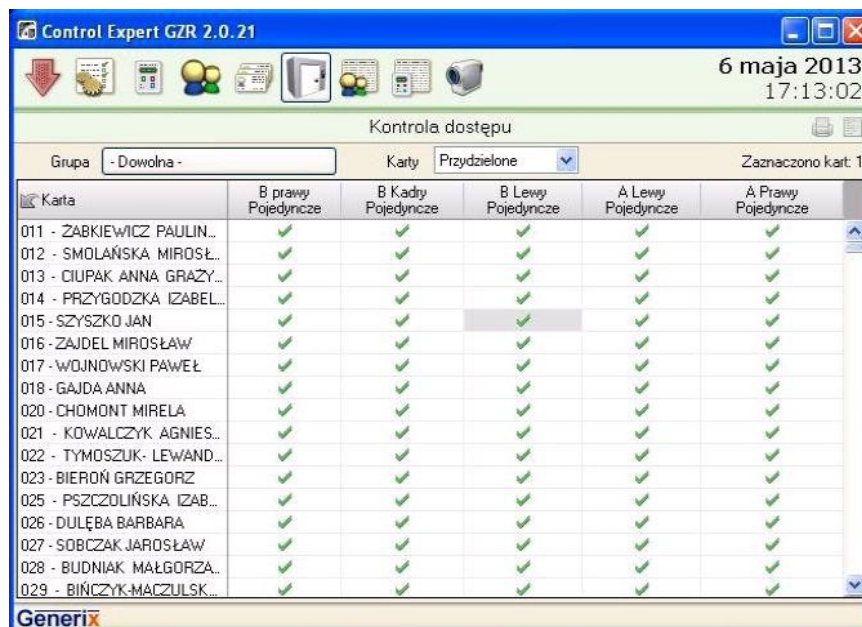 Control Expert GZR 2.0.21
6 maja 2013
17:13:02
Kontrola dostępu
Grupa - Dowolna - Karty Przydzielone Zaznaczono kart: 1
Karta B prawy Pojedyncze B Kadry Pojedyncze B Lewy Pojedyncze A Lewy Pojedyncze A Prawy Pojedyncze
011 - ŻABKIEWICZ PAULIN...
012 - SMOLAŃSKA MIROSŁ...
013 - CIUPAK ANNA GRAŻY...
014 - PRZYGODZKA IZABEL...
015 - SZYSZKO JAN
016 - ZAJDEL MIROSŁAW
017 - WOJNOWSKI PAWEŁ
018 - GAJDA ANNA
020 - CHOMONT MIRELA
021 - KOWALCZYK AGNIES...
022 - TYMOSZUK- LEWAND...
023 - BIEROŃ GRZEGORZ
025 - PSZCZOLIŃSKA IZAB...
026 - DULĘBA BARBARA
027 - SOBCZAK JAROSŁAW
028 - BUDNIAK MAŁGORZA...
029 - BIŃCZYK-MACZULSK...
Generix